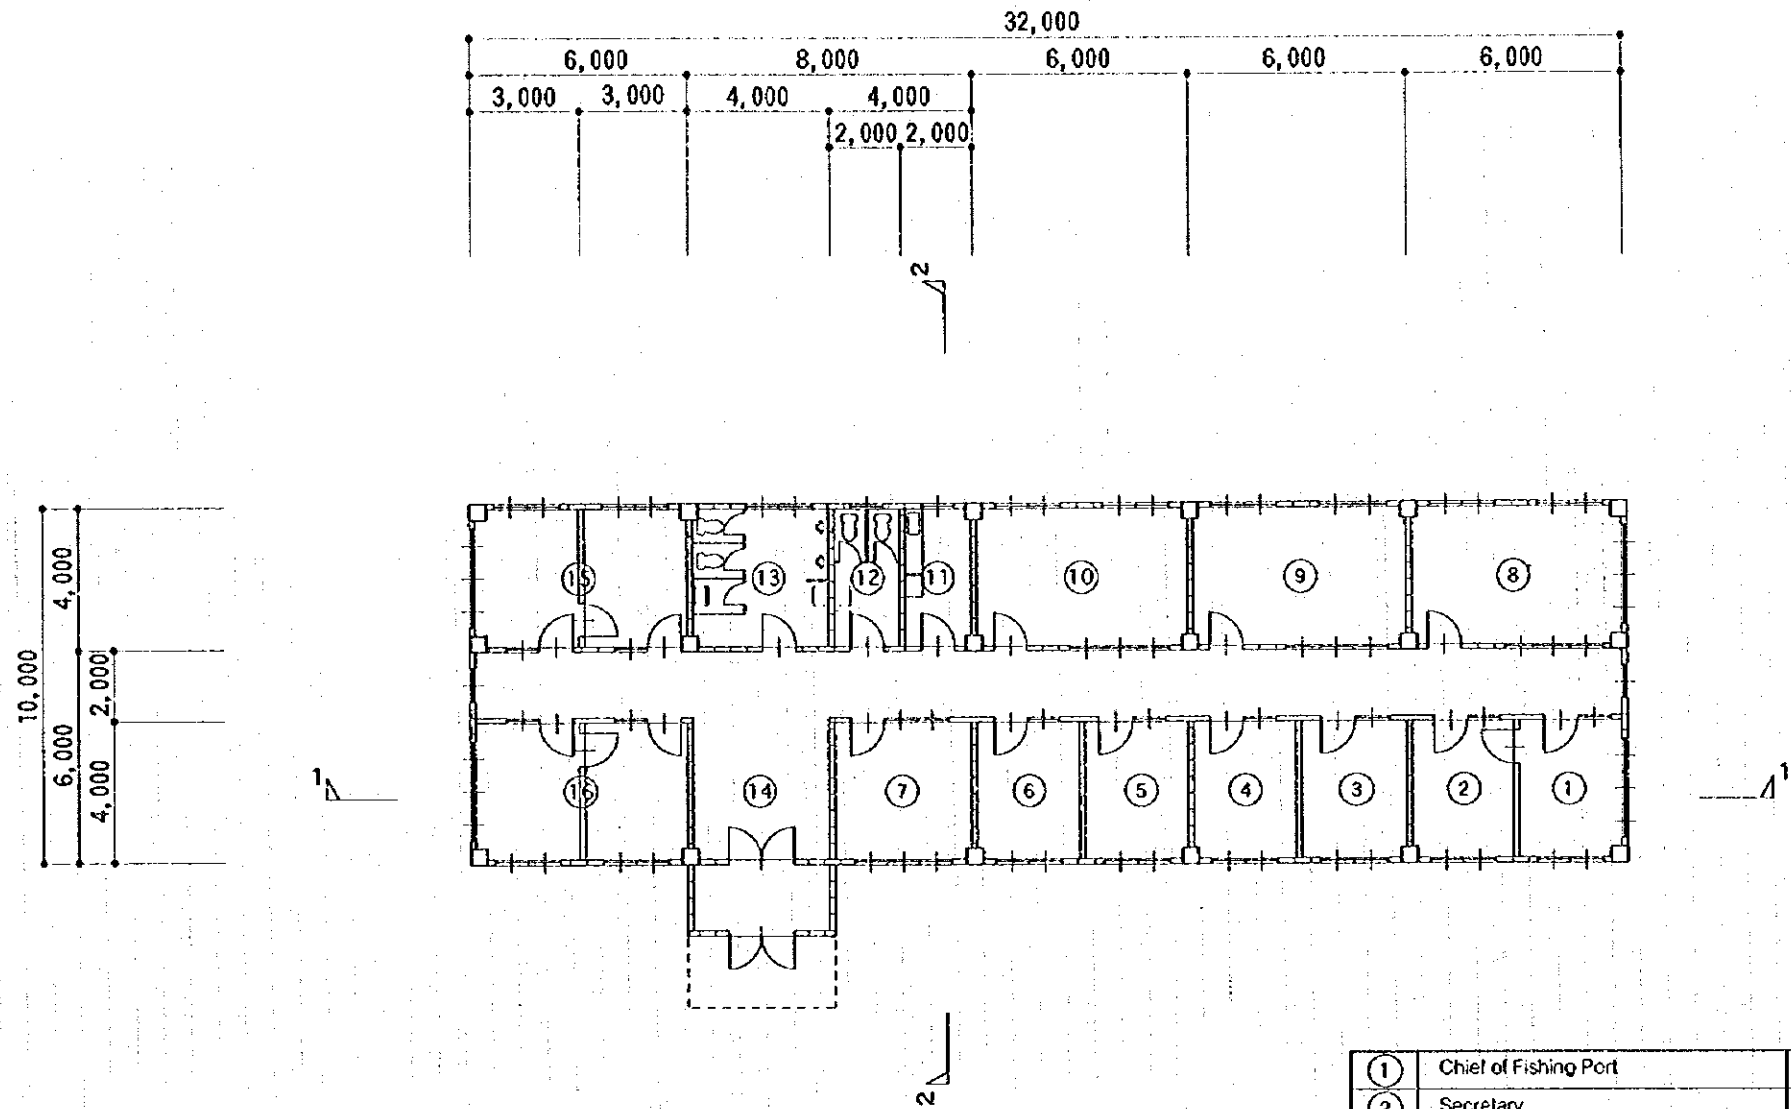 32,000
6,000 8,000 6,000 6,000 6,000
3,000 3,000 4,000 4,000
2,000 2,000
2
15 13 12 11 10 9 8
10,000
4,000
6,000
2,000
4,000
1
16 14 7 6 5 4 3 2 1
1
2
1 Chief of Fishing Port
2 Secretary